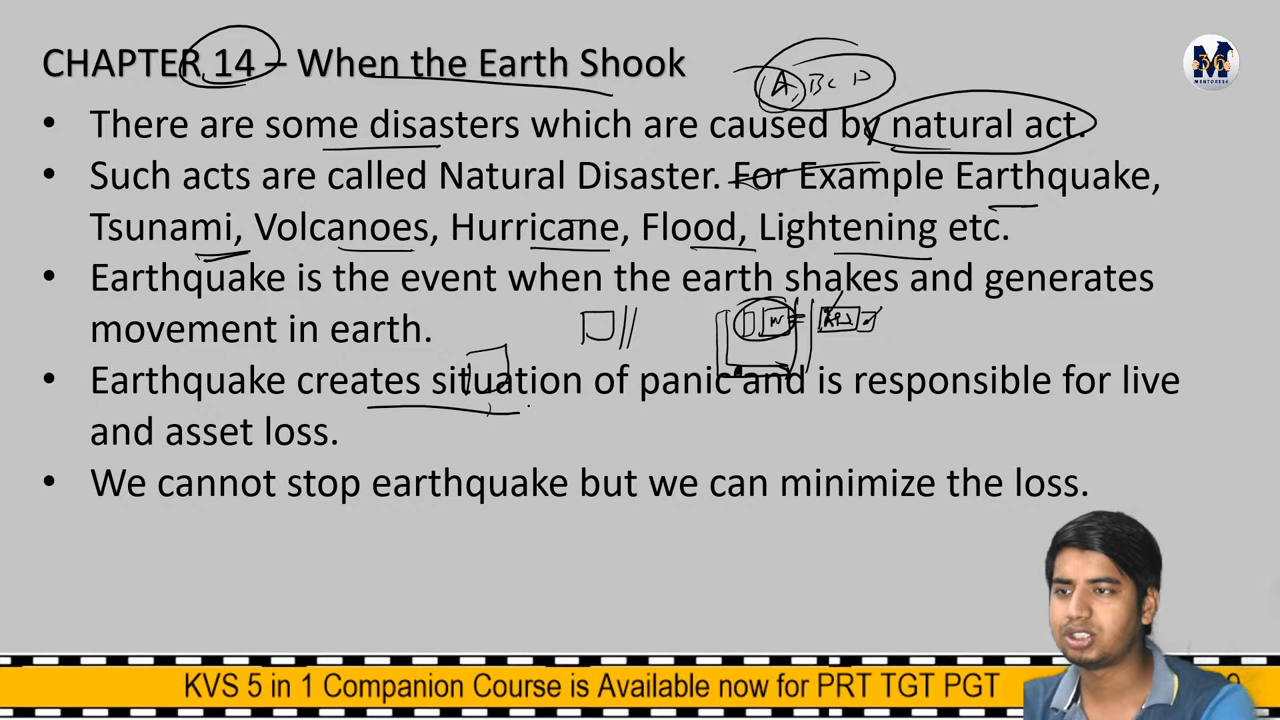 CHAPTER 14 – When the Earth Shook
A, B C D
• There are some disasters which are caused by natural act.
• Such acts are called Natural Disaster. For Example Earthquake,
Tsunami, Volcanoes, Hurricane, Flood, Lightening etc.
• Earthquake is the event when the earth shakes and generates
movement in earth.
• Earthquake creates situation of panic and is responsible for live
and asset loss.
• We cannot stop earthquake but we can minimize the loss.
36
MENTORS36
KVS 5 in 1 Companion Course is Available now for PRT TGT PGT
9